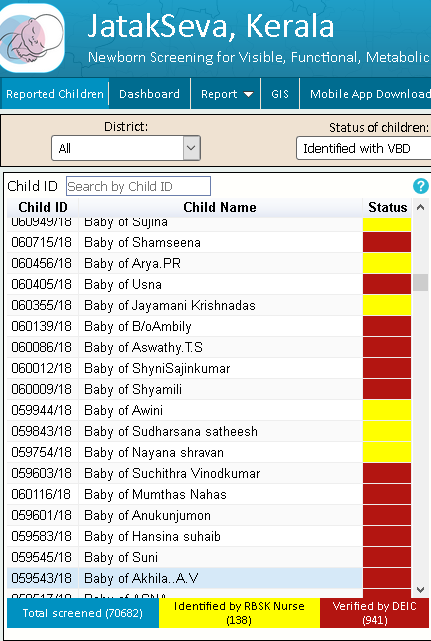 JatakSeva, Kerala
Newborn Screening for Visible, Functional, Metabolic
Reported Children Dashboard Report GIS Mobile App Download
District: Status of children:
All Identified with VBD
Child ID Search by Child ID ?
Child ID Child Name Status
060949/18 Baby of Sujina
060715/18 Baby of Shamseena
060456/18 Baby of Arya.PR
060405/18 Baby of Usna
060355/18 Baby of Jayamani Krishnadas
060139/18 Baby of B/oAmbily
060086/18 Baby of Aswathy.T.S
060012/18 Baby of ShyniSajinkumar
060009/18 Baby of Shyamili
059944/18 Baby of Awini
059843/18 Baby of Sudharsana satheesh
059754/18 Baby of Nayana shravan
059603/18 Baby of Suchithra Vinodkumar
060116/18 Baby of Mumthas Nahas
059601/18 Baby of Anukunjumon
059583/18 Baby of Hansina suhaib
059545/18 Baby of Suni
059543/18 Baby of Akhila..A.V
Total screened (70682) Identified by RBSK Nurse (138) Verified by DEIC (941)